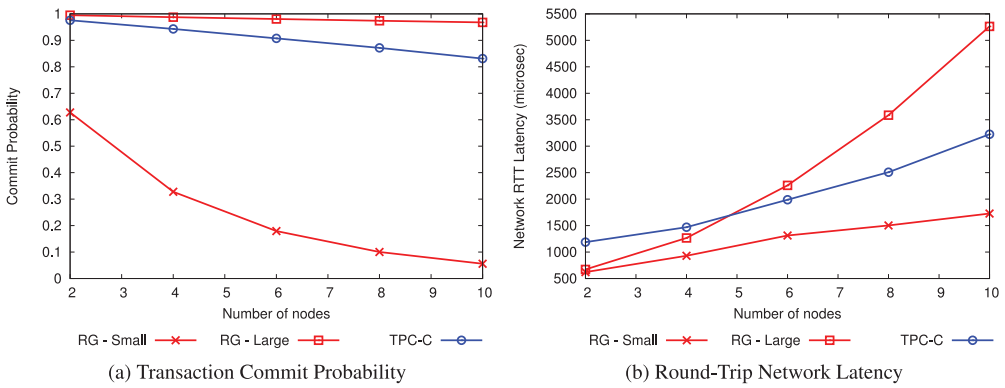 1
0.9
0.8
0.7
0.6
0.5
0.4
0.3
0.2
0.1
0
Commit Probability
2 3 4 5 6 7 8 9 10
Number of nodes
RG - Small RG - Large TPC-C
(a) Transaction Commit Probability
5500
5000
4500
4000
3500
3000
2500
2000
1500
1000
500
Network RTT Latency (microsec)
2 3 4 5 6 7 8 9 10
Number of nodes
RG - Small RG - Large TPC-C
(b) Round-Trip Network Latency